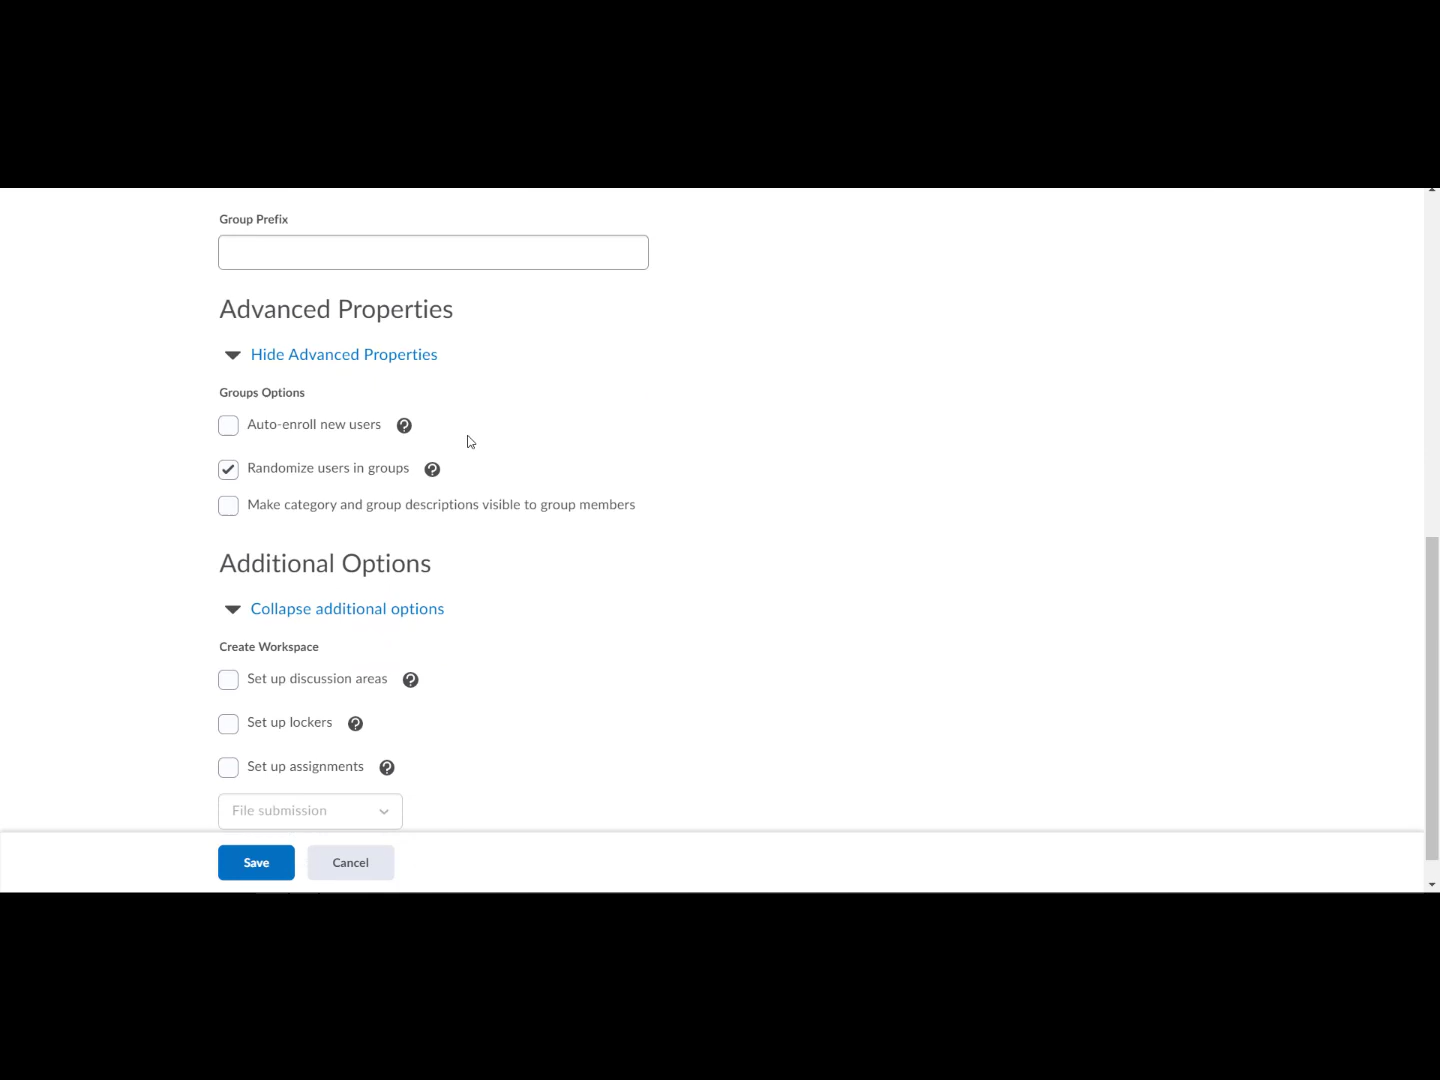 Group Prefix
Advanced Properties
Hide Advanced Properties
Groups Options
Auto-enroll new users
Randomize users in groups
Make category and group descriptions visible to group members
Additional Options
Collapse additional options
Create Workspace
Set up discussion areas
Set up lockers
Set up assignments
File submission
Save Cancel